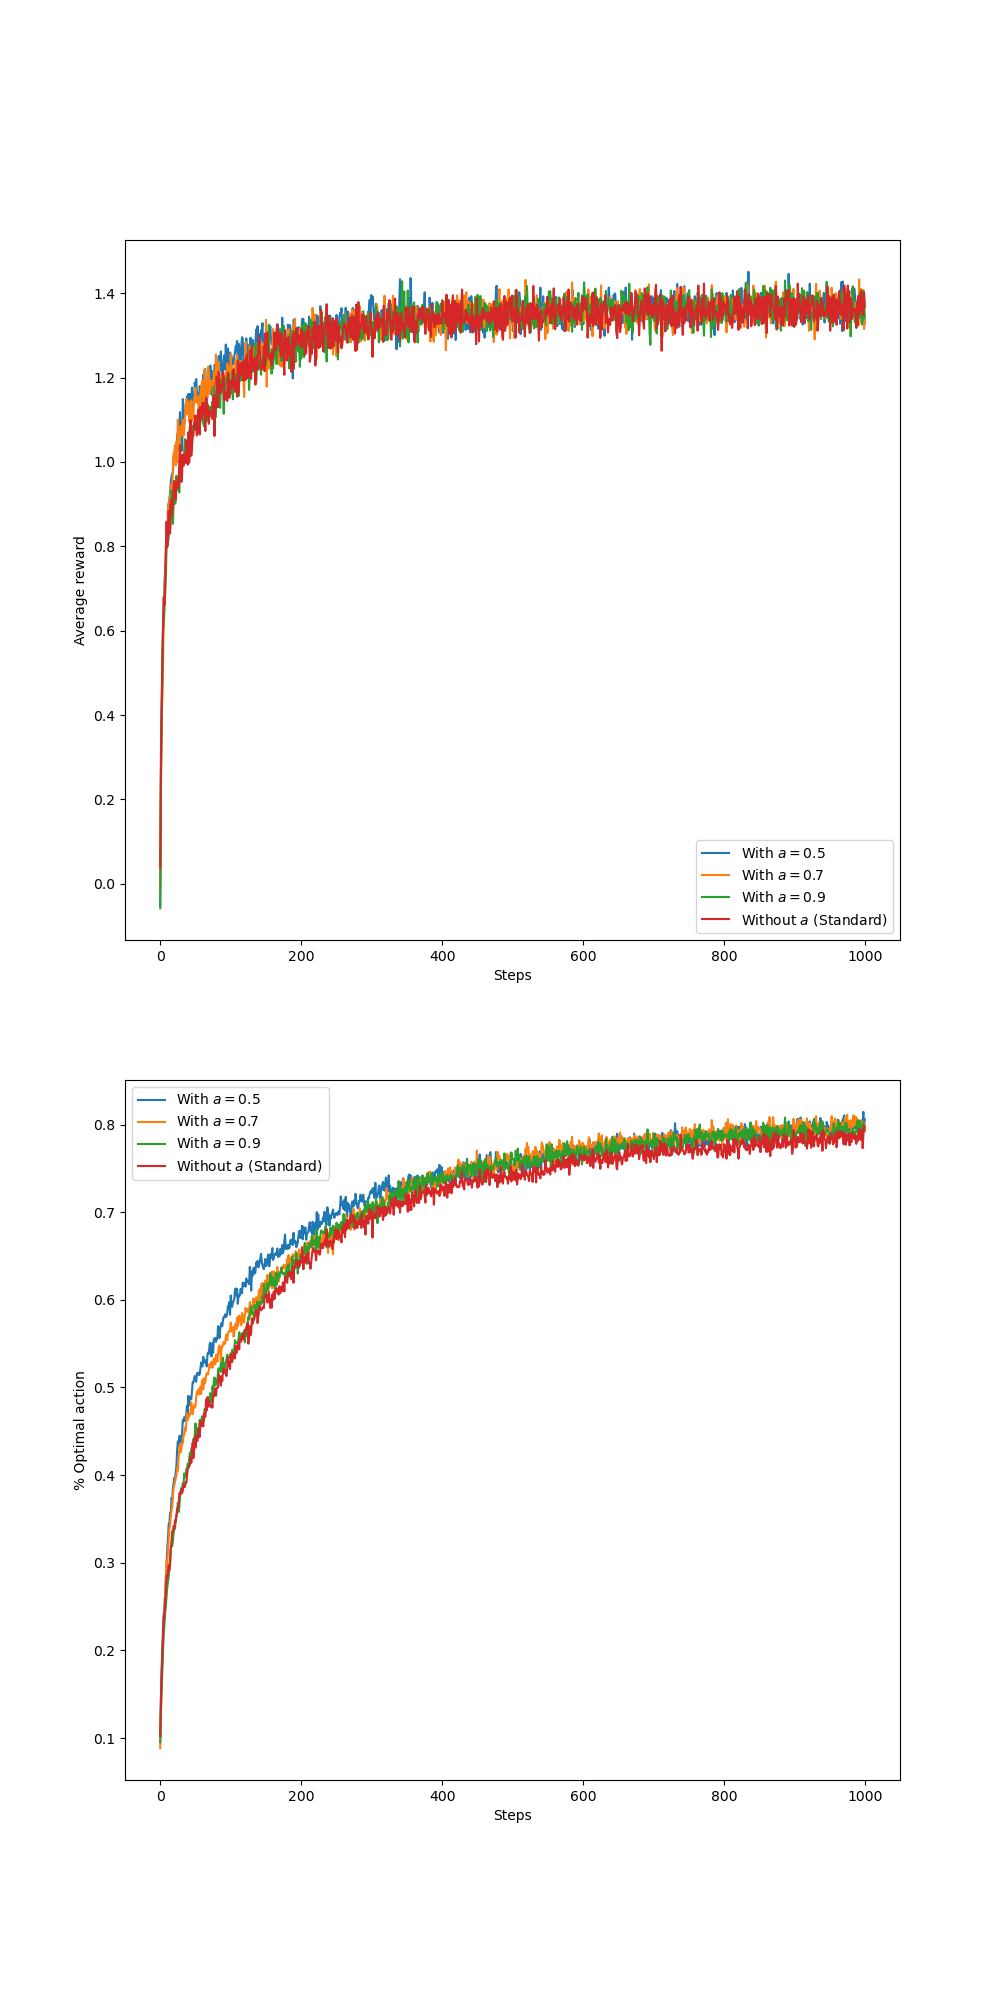 1.4
1.2
1.0
0.8
0.6
0.4
0.2
0.0
Average reward
With a = 0.5
With a = 0.7
With a = 0.9
Without a (Standard)
0 200 400 600 800 1000
Steps
With a = 0.5
With a = 0.7
With a = 0.9
Without a (Standard)
0.8
0.7
0.6
0.5
0.4
0.3
0.2
0.1
% Optimal action
0 200 400 600 800 1000
Steps